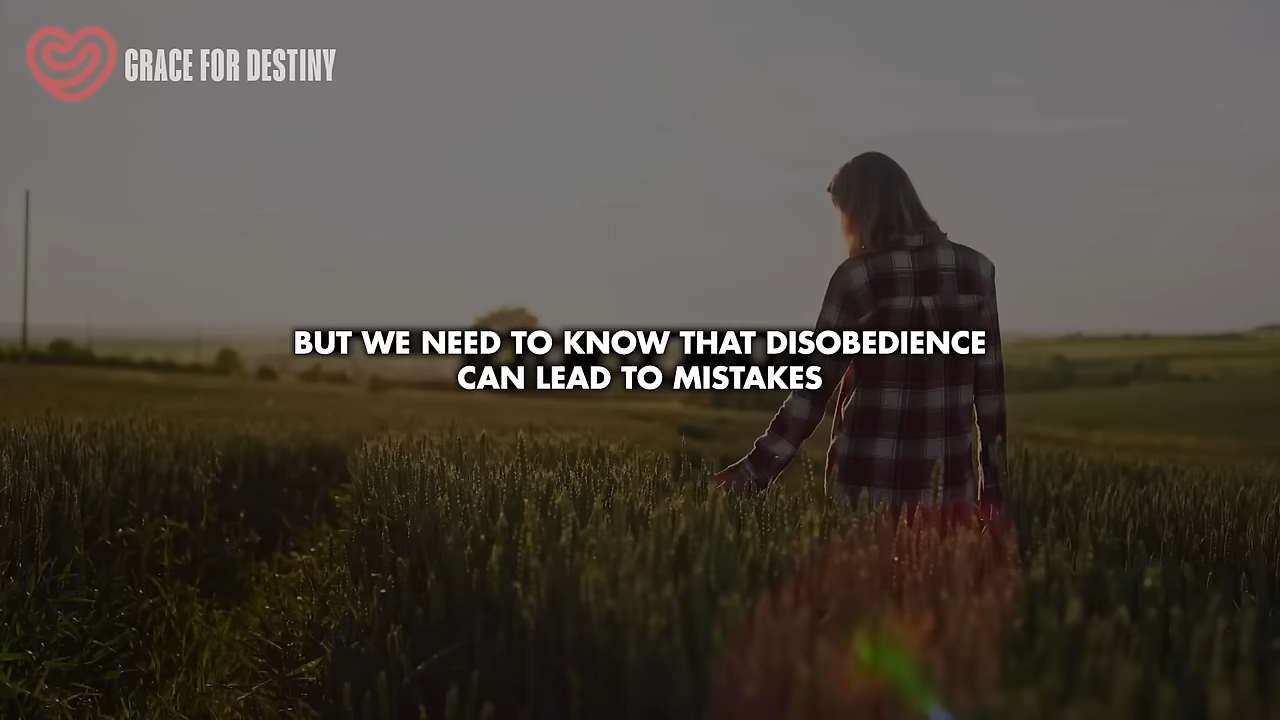 GRACE FOR DESTINY
BUT WE NEED TO KNOW THAT DISOBEDIENCE
CAN LEAD TO MISTAKES